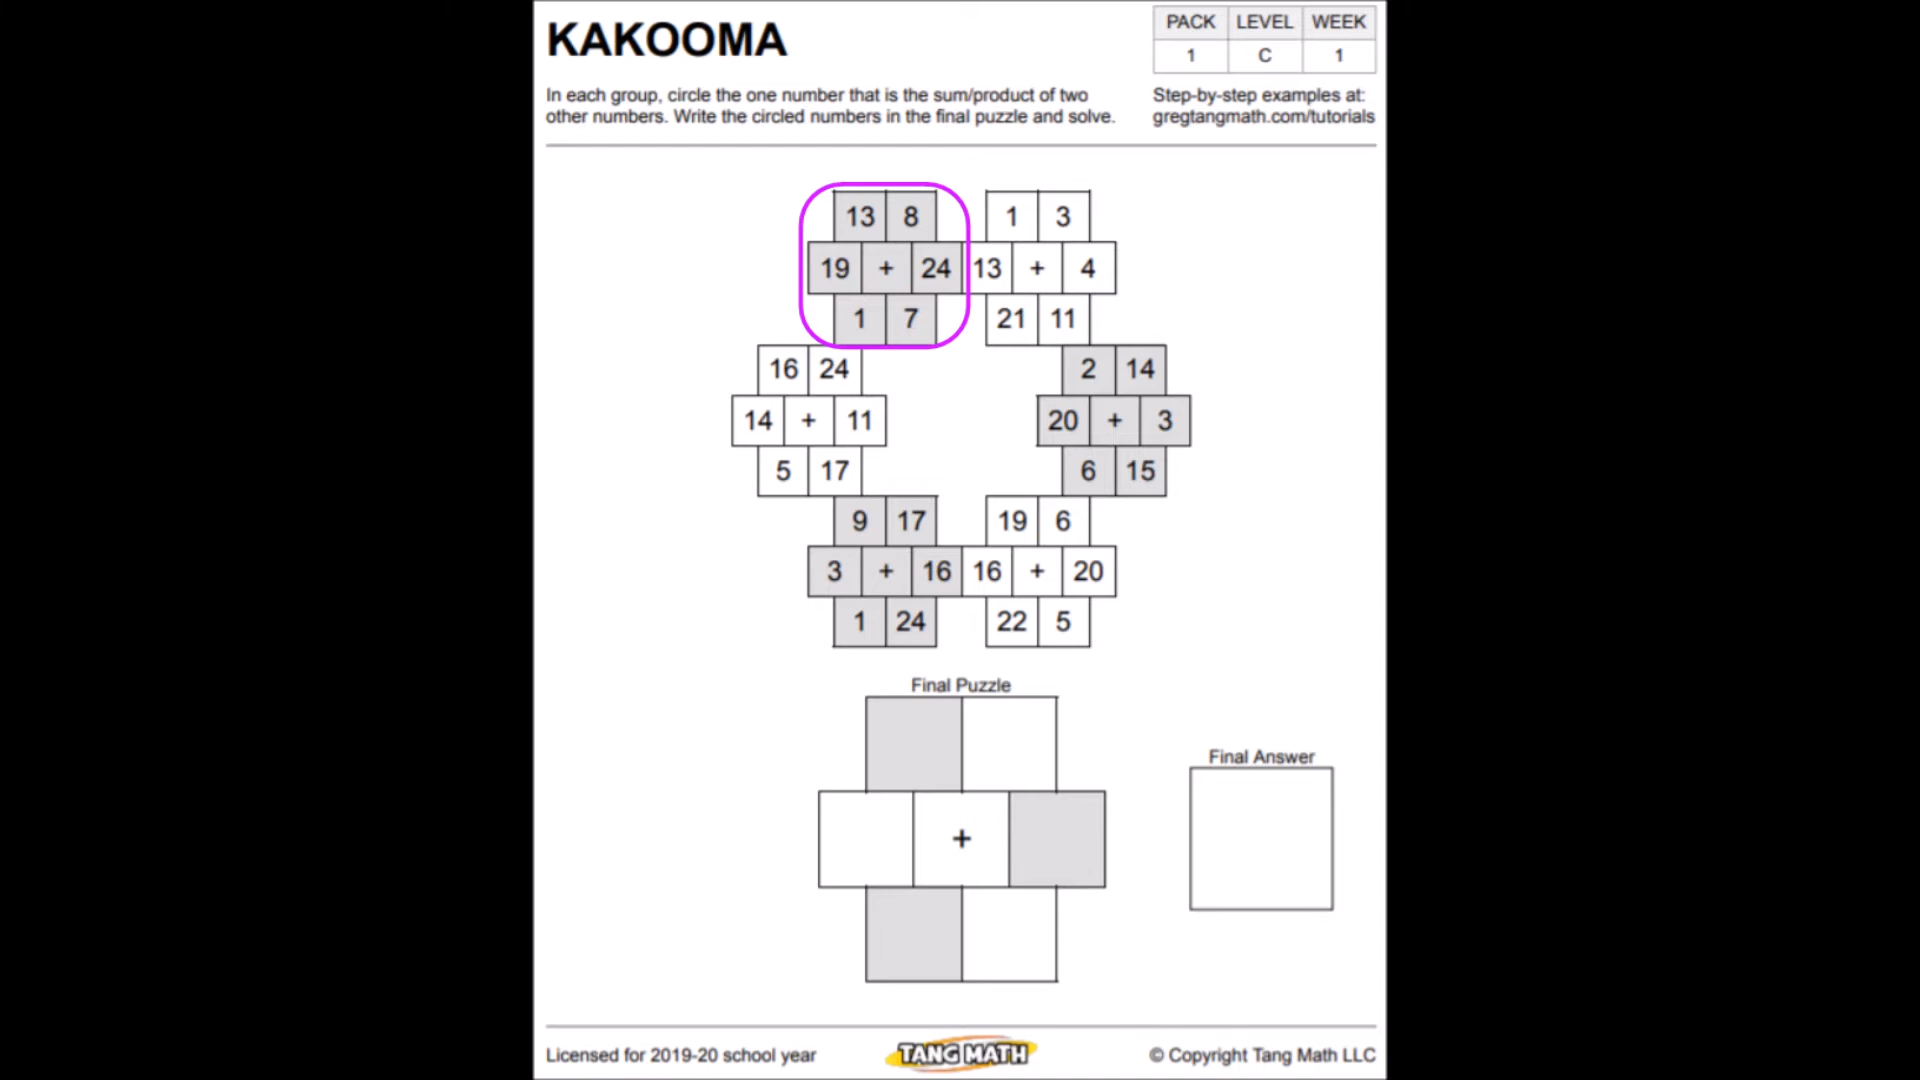 KAKOOMA
PACK LEVEL WEEK
1 C 1
In each group, circle the one number that is the sum/product of two
other numbers. Write the circled numbers in the final puzzle and solve.
Step-by-step examples at:
gregtangmath.com/tutorials
13 8 1 3
19 + 24 13 + 4
1 7 21 11
16 24 2 14
14 + 11 20 + 3
5 17 6 15
9 17 19 6
3 + 16 16 + 20
1 24 22 5
Final Puzzle
Final Answer
+
Licensed for 2019-20 school year
TANG MATH
© Copyright Tang Math LLC